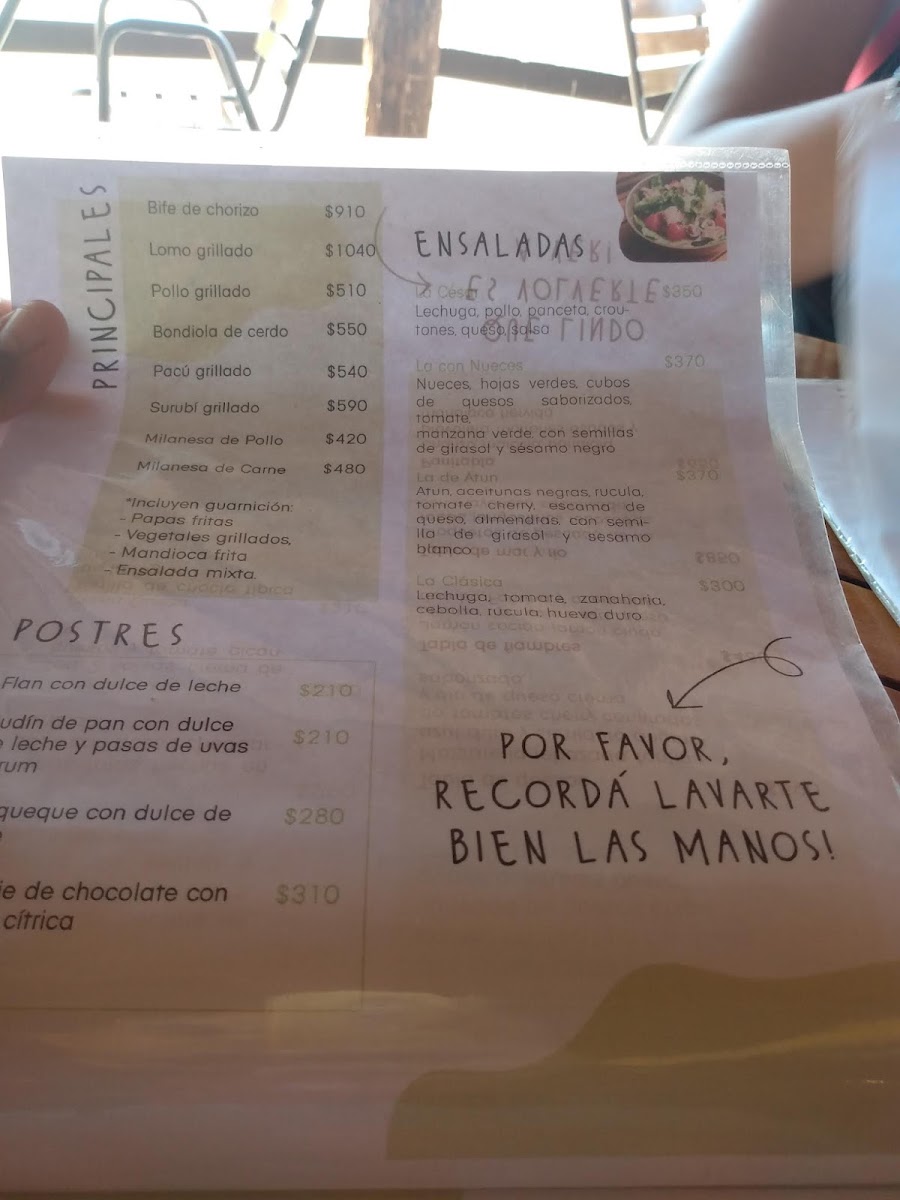 PRINCIPALES
Bife de chorizo $910
Lomo grillado $1040
Pollo grillado $510
Bondiola de cerdo $550
Pacú grillado $540
Surubí grillado $590
Milanesa de Pollo $420
Milanesa de Carne $480
*Incluyen guarnición:
- Papas fritas
- Vegetales grillados,
- Mandioca frita
- Ensalada mixta.
POSTRES
Flan con dulce de leche $210
udín de pan con dulce $210
leche y pasas de uvas
rum
queque con dulce de $280
ie de chocolate con $310
cítrica
ENSALADAS
La César $350
Lechuga, pollo, panceta, crou-
tones, queso, salsa
La con Nueces $370
Nueces, hojas verdes, cubos
de quesos saborizados,
tomate,
manzana verde con semillas
de girasol y sésamo negro
La de Atun $370
Atun, aceitunas negras, rucula,
tomate cherry, escama de
queso, almendras, con semi-
lla de girasol y sesamo
blanco
La Clásica $300
Lechuga, tomate, zanahoria,
cebolla, rúcula, huevo duro
POR FAVOR,
RECORDÁ LAVARTE
BIEN LAS MANOS!